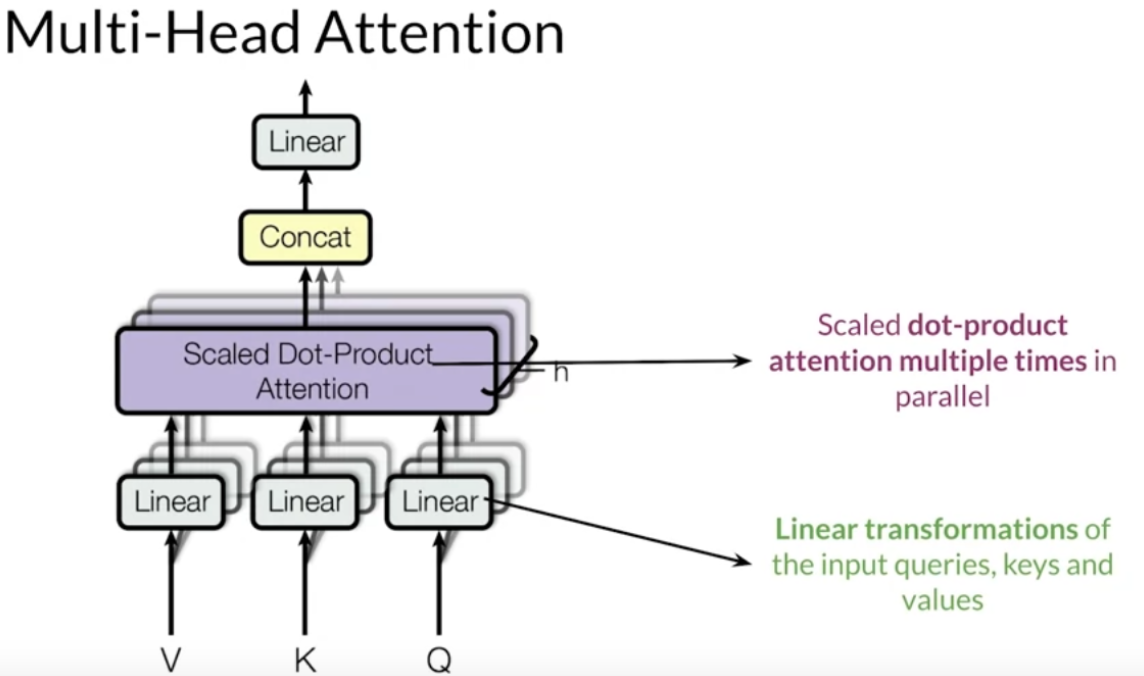 Multi-Head Attention
Linear
Concat
Scaled Dot-Product
Attention
h
Linear
Linear
Linear
V
K
Q
Scaled dot-product
attention multiple times in
parallel
Linear transformations of
the input queries, keys and
values